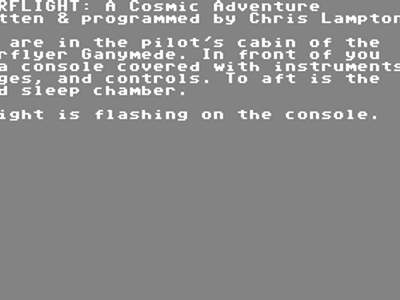 RFLIGHT: A Cosmic Adventure
tten & programmed by Chris Lampton
are in the pilot's cabin of the
rflyer Ganymede. In front of you
a console covered with instruments
ges, and controls. To aft is the
d sleep chamber.
ight is flashing on the console.